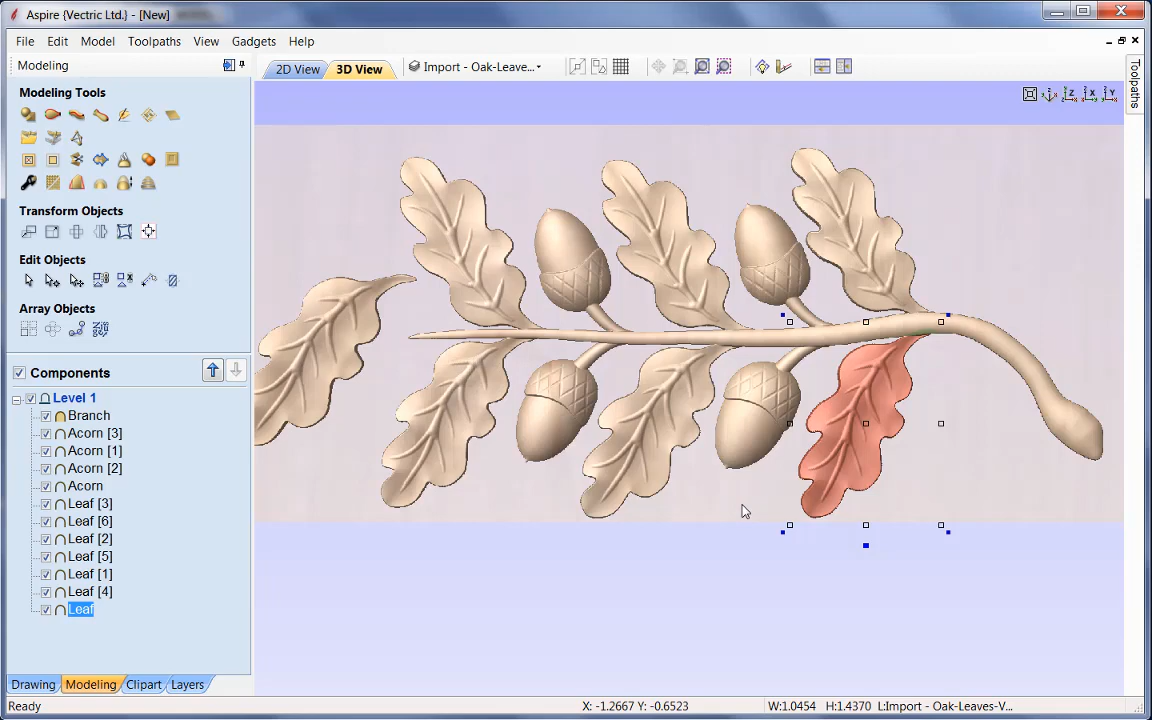 Aspire {Vectric Ltd.} - [New]
File Edit Model Toolpaths View Gadgets Help
Modeling
2D View 3D View Import - Oak-Leave...
Toolpaths
Modeling Tools
Z X Y
Transform Objects
Edit Objects
Array Objects
Components
Level 1
Branch
Acorn [3]
Acorn [1]
Acorn [2]
Acorn
Leaf [3]
Leaf [6]
Leaf [2]
Leaf [5]
Leaf [1]
Leaf [4]
Leaf
Drawing Modeling Clipart Layers
Ready X: -1.2667 Y: -0.6523 W:1.0454 H:1.4370 L:Import - Oak-Leaves-V...